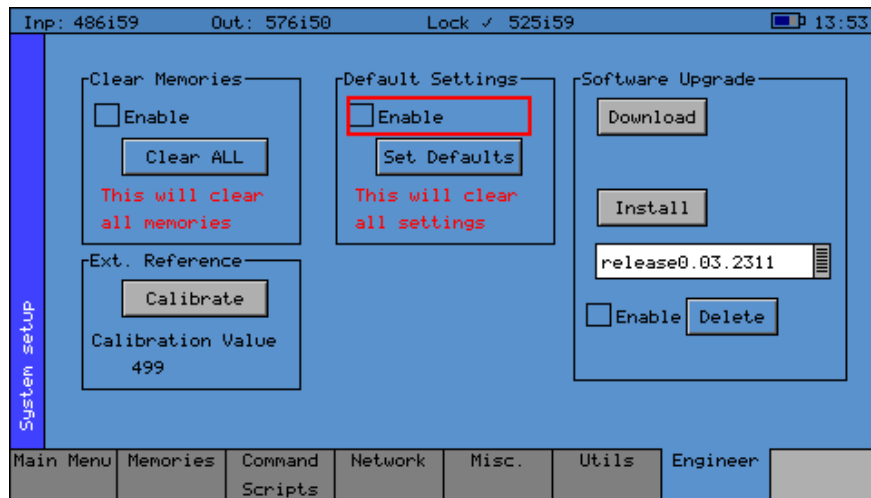 Inp: 486i59 Out: 576i50 Lock ✓ 525i59 13:53
Clear Memories
Enable
Clear ALL
This will clear
all memories
Default Settings
Enable
Set Defaults
This will clear
all settings
Software Upgrade
Download
Install
release0.03.2311
Enable Delete
Ext. Reference
Calibrate
Calibration Value
499
System setup
Main Menu Memories Command Network Misc. Utils Engineer
Scripts